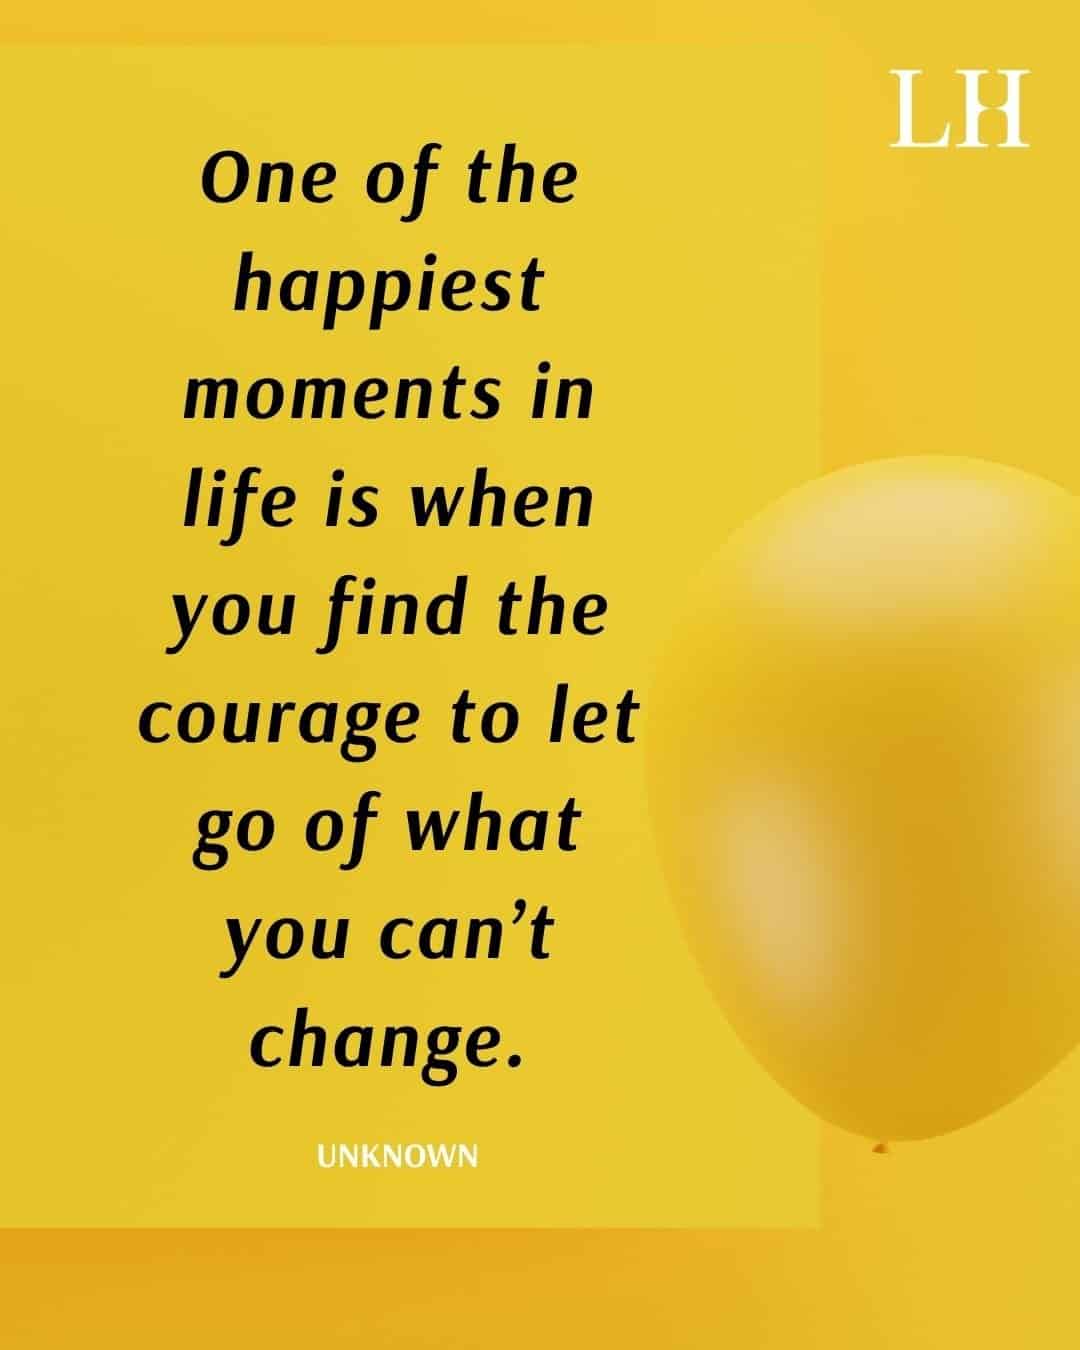 LH
One of the
happiest
moments in
life is when
you find the
courage to let
go of what
you can’t
change.
UNKNOWN